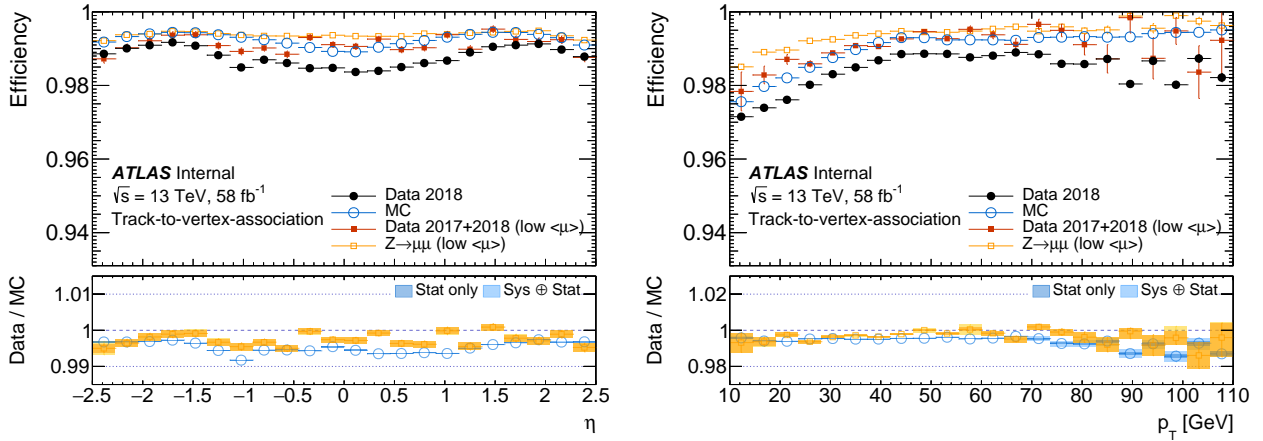 Efficiency
0.98
0.96
0.94
ATLAS Internal
√s = 13 TeV, 58 fb⁻¹
Track-to-vertex-association
Data 2018
MC
Data 2017+2018 (low <μ>)
Z→μμ (low <μ>)
Data / MC
1.01
1
0.99
Stat only
Sys ⊕ Stat
−2.5 −2 −1.5 −1 −0.5 0 0.5 1 1.5 2 2.5
η
Efficiency
0.98
0.96
0.94
ATLAS Internal
√s = 13 TeV, 58 fb⁻¹
Track-to-vertex-association
Data 2018
MC
Data 2017+2018 (low <μ>)
Z→μμ (low <μ>)
Data / MC
1.02
1
0.98
Stat only
Sys ⊕ Stat
10 20 30 40 50 60 70 80 90 100 110
p_T [GeV]